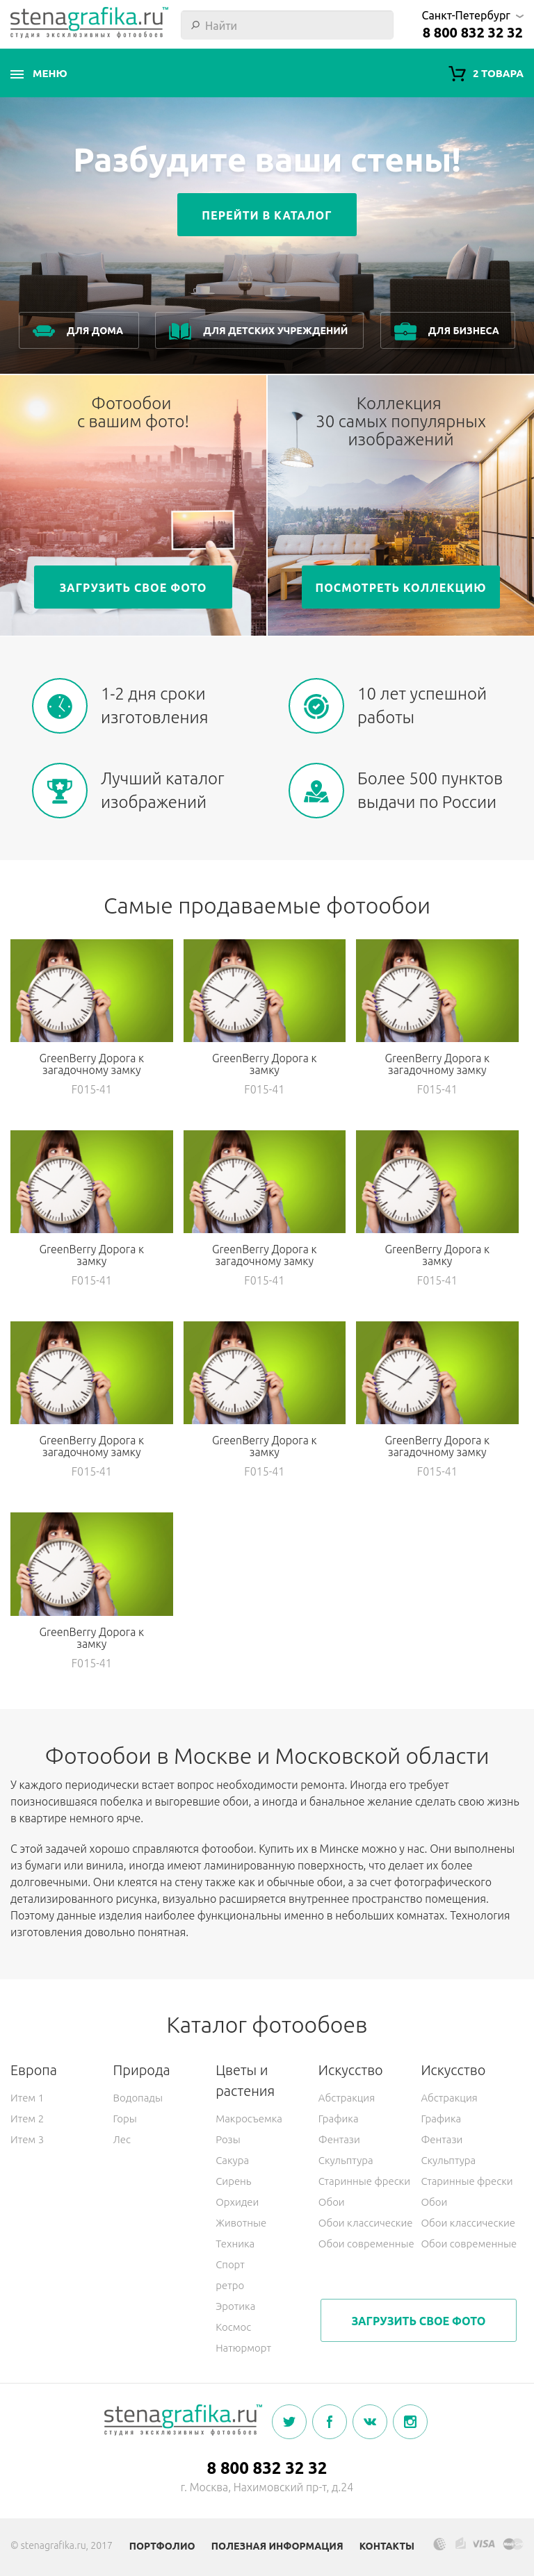 stenagrafika.ru™
студия эксклюзивных фотообоев
Найти
Санкт-Петербург
8 800 832 32 32
МЕНЮ
2 ТОВАРА
Разбудите ваши стены!
ПЕРЕЙТИ В КАТАЛОГ
ДЛЯ ДОМА
ДЛЯ ДЕТСКИХ УЧРЕЖДЕНИЙ
ДЛЯ БИЗНЕСА
Фотообои
с вашим фото!
ЗАГРУЗИТЬ СВОЕ ФОТО
Коллекция
30 самых популярных
изображений
ПОСМОТРЕТЬ КОЛЛЕКЦИЮ
1-2 дня сроки
изготовления
10 лет успешной
работы
Лучший каталог
изображений
Более 500 пунктов
выдачи по России
Самые продаваемые фотообои
GreenBerry Дорога к
загадочному замку
F015-41
GreenBerry Дорога к
замку
F015-41
GreenBerry Дорога к
загадочному замку
F015-41
GreenBerry Дорога к
замку
F015-41
GreenBerry Дорога к
загадочному замку
F015-41
GreenBerry Дорога к
замку
F015-41
GreenBerry Дорога к
загадочному замку
F015-41
GreenBerry Дорога к
замку
F015-41
GreenBerry Дорога к
загадочному замку
F015-41
GreenBerry Дорога к
замку
F015-41
Фотообои в Москве и Московской области
У каждого периодически встает вопрос необходимости ремонта. Иногда его требует
поизносившаяся побелка и выгоревшие обои, а иногда и банальное желание сделать свою жизнь
в квартире немного ярче.
С этой задачей хорошо справляются фотообои. Купить их в Минске можно у нас. Они выполнены
из бумаги или винила, иногда имеют ламинированную поверхность, что делает их более
долговечными. Они клеятся на стену также как и обычные обои, а за счет фотографического
детализированного рисунка, визуально расширяется внутреннее пространство помещения.
Поэтому данные изделия наиболее функциональны именно в небольших комнатах. Технология
изготовления довольно понятная.
Каталог фотообоев
Европа
Итем 1
Итем 2
Итем 3
Природа
Водопады
Горы
Лес
Цветы и
растения
Макросъемка
Розы
Сакура
Сирень
Орхидеи
Животные
Техника
Спорт
ретро
Эротика
Космос
Натюрморт
Искусство
Абстракция
Графика
Фентази
Скульптура
Старинные фрески
Обои
Обои классические
Обои современные
Искусство
Абстракция
Графика
Фентази
Скульптура
Старинные фрески
Обои
Обои классические
Обои современные
ЗАГРУЗИТЬ СВОЕ ФОТО
stenagrafika.ru™
студия эксклюзивных фотообоев
8 800 832 32 32
г. Москва, Нахимовский пр-т, д.24
© stenagrafika.ru, 2017
ПОРТФОЛИО
ПОЛЕЗНАЯ ИНФОРМАЦИЯ
КОНТАКТЫ
VISA